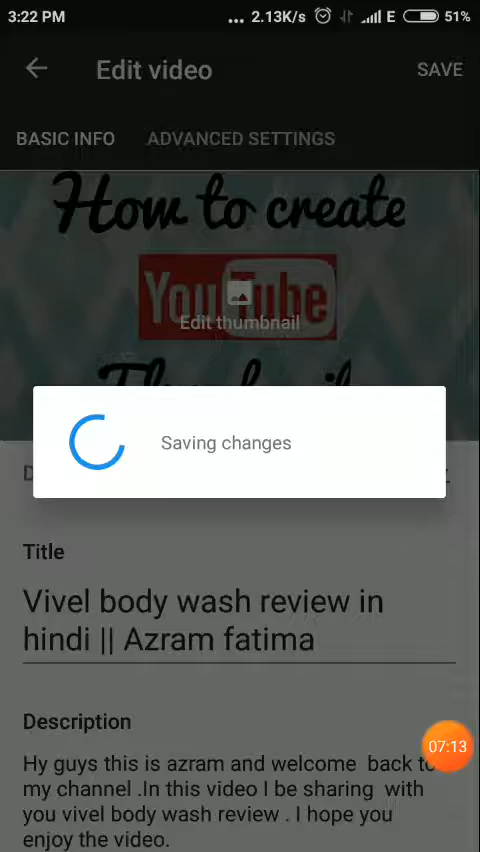 3:22 PM ... 2.13K/s E 51%
Edit video SAVE
BASIC INFO ADVANCED SETTINGS
How to create
YouTube
Edit thumbnail
Saving changes
Title
Vivel body wash review in
hindi || Azram fatima
Description
07:13
Hy guys this is azram and welcome back to
my channel .In this video I be sharing with
you vivel body wash review . I hope you
enjoy the video.